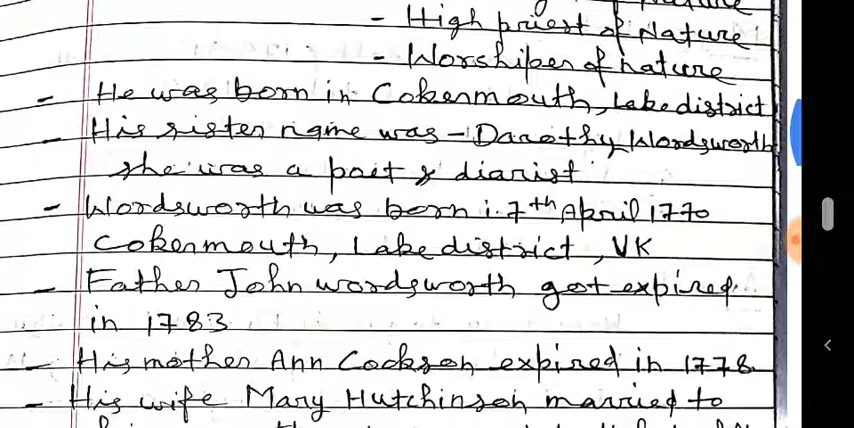 - High priest of Nature
- Worshiper of nature
- He was born in Cokermouth, Lake district
- His sister name was - Darothy Wordsworth
she was a poet & diarist
- Wordsworth was born i. 7th April 1770
Cokermouth, Lake district, UK
- Father John wordsworth got expired
in 1783
- His mother Ann Cookson expired in 1778
- His wife Mary Hutchinson married to